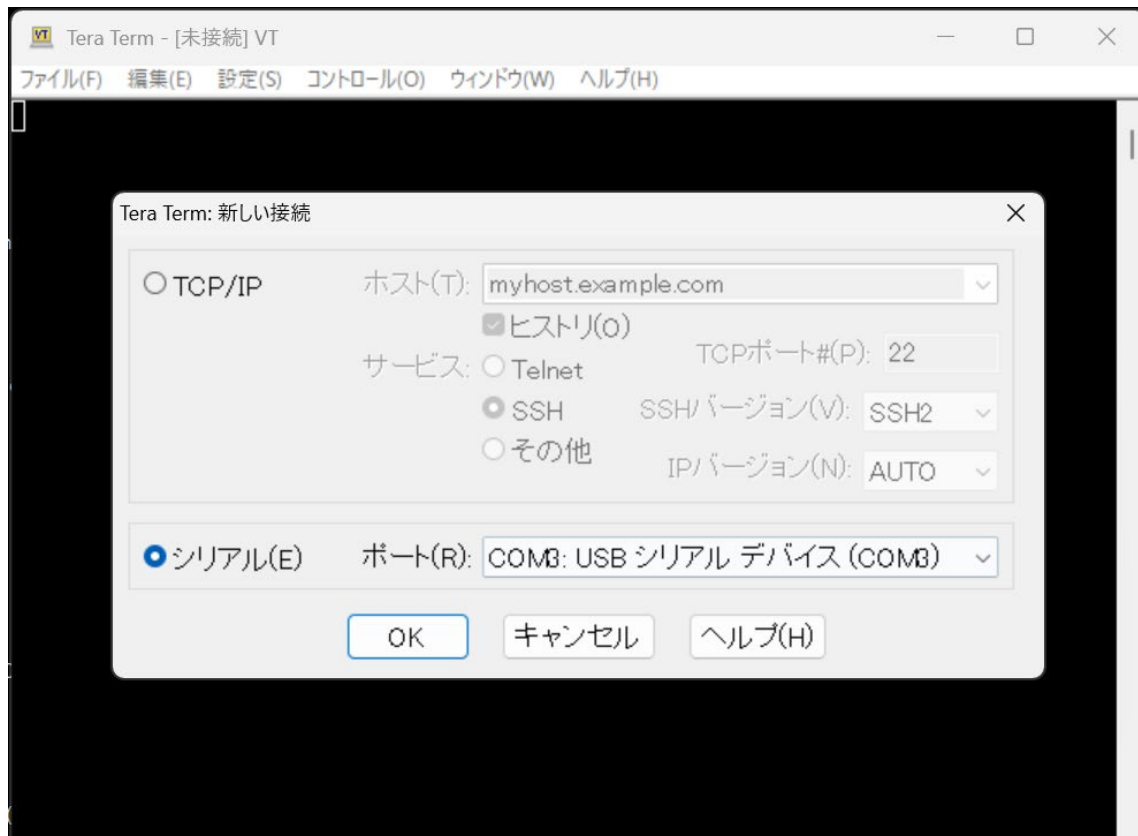 Tera Term - [未接続] VT
ファイル(F) 編集(E) 設定(S) コントロール(O) ウィンドウ(W) ヘルプ(H)
Tera Term: 新しい接続
TCP/IP ホスト(T): myhost.example.com
ヒストリ(O)
サービス: Telnet TCPポート#(P): 22
SSH SSHバージョン(V): SSH2
その他 IPバージョン(N): AUTO
シリアル(E) ポート(R): COM3: USB シリアル デバイス (COM3)
OK キャンセル ヘルプ(H)